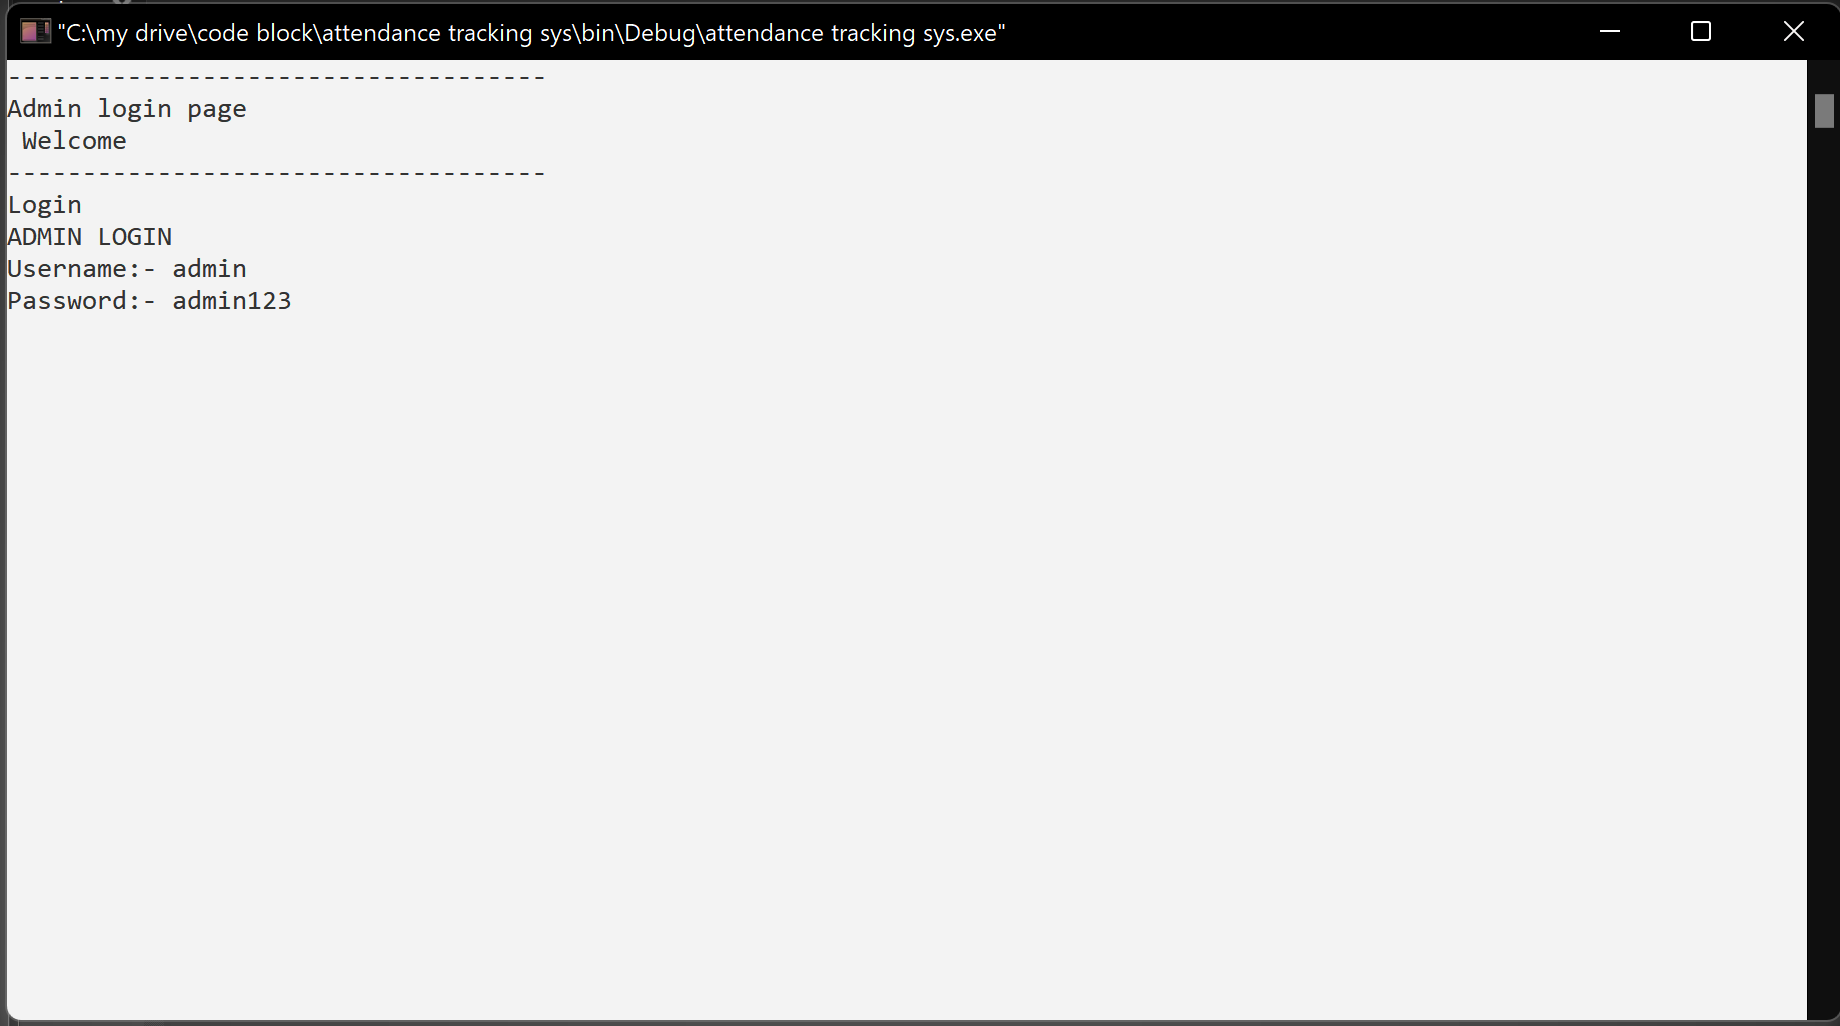 "C:\my drive\code block\attendance tracking sys\bin\Debug\attendance tracking sys.exe"
------------------------------------
Admin login page
 Welcome
------------------------------------
Login
ADMIN LOGIN
Username:- admin
Password:- admin123